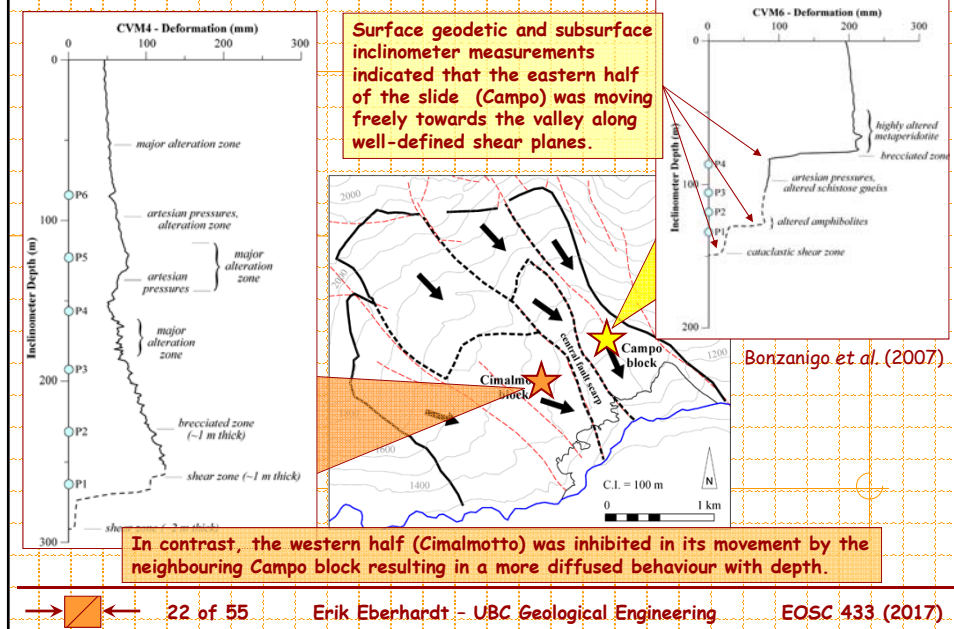 CVM4 - Deformation (mm)
0 100 200 300
0
100
200
300
Inclinometer Depth (m)
P6
P5
P4
P3
P2
P1
major alteration zone
artesian pressures,
alteration zone
major
alteration
zone
artesian
pressures
major
alteration
zone
brecciated zone
(~1 m thick)
shear zone (~1 m thick)
Surface geodetic and subsurface
inclinometer measurements
indicated that the eastern half
of the slide (Campo) was moving
freely towards the valley along
well-defined shear planes.
CVM6 - Deformation (mm)
0 100 200 300
0
100
200
Inclinometer Depth (m)
P4
P3
P2
P1
highly altered
metaperidotite
brecciated zone
artesian pressures,
altered schistose gneiss
altered amphibolites
cataclastic shear zone
2000
2000
Campo
block
central fault scarp
block
1200
1600
1400
C.I. = 100 m
N
0 1 km
Bonzanigo et al. (2007)
In contrast, the western half (Cimalmotto) was inhibited in its movement by the
neighbouring Campo block resulting in a more diffused behaviour with depth.
22 of 55
Erik Eberhardt – UBC Geological Engineering
EOSC 433 (2017)